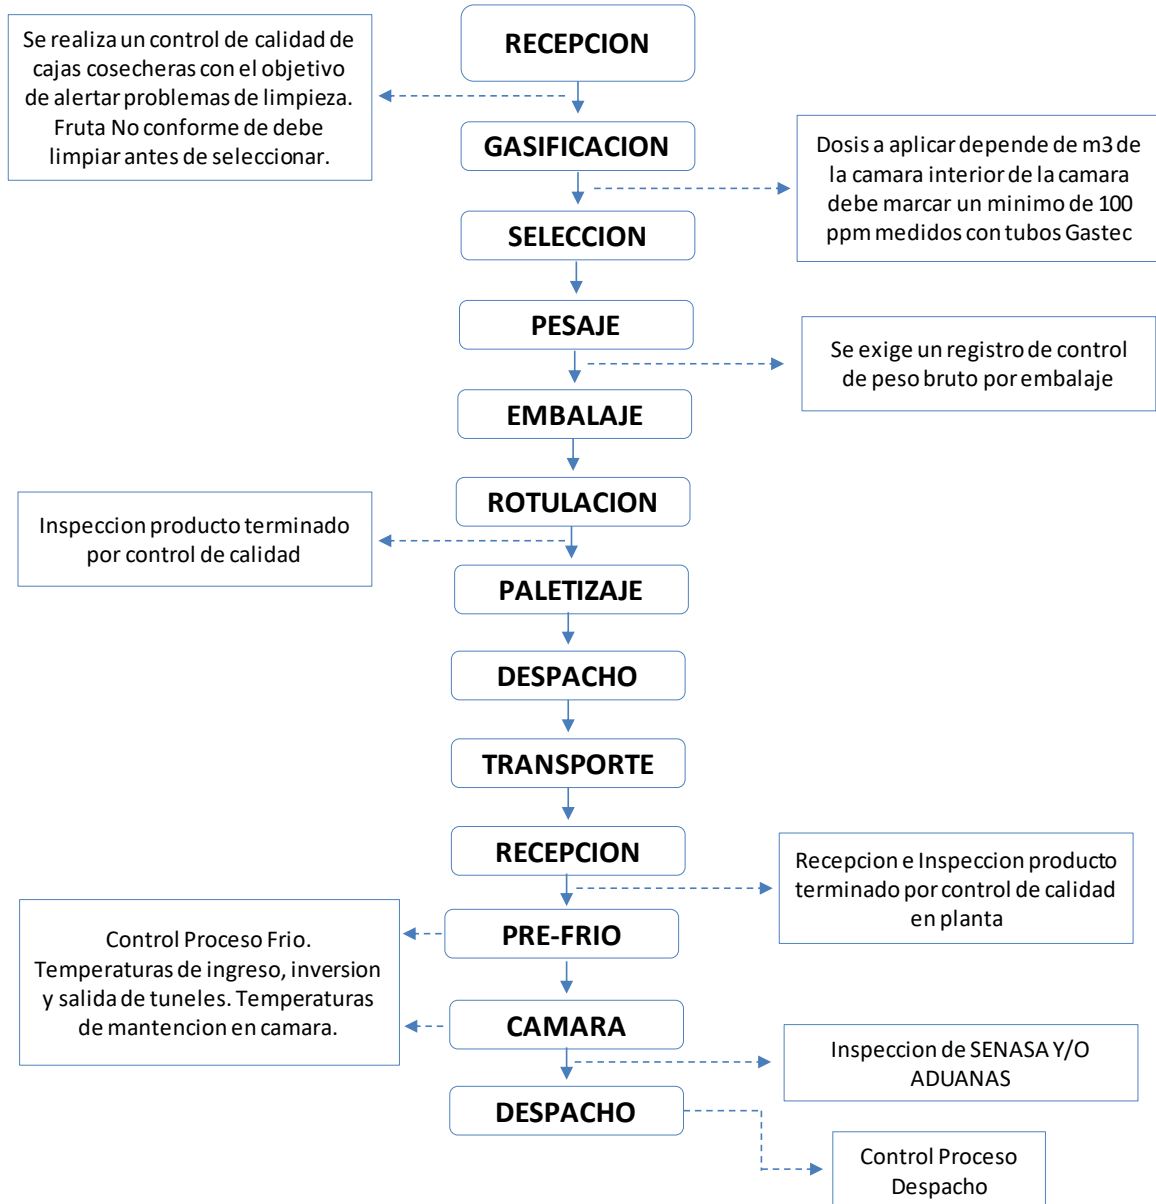 RECEPCION
Se realiza un control de calidad de
cajas cosecheras con el objetivo
de alertar problemas de limpieza.
Fruta No conforme de debe
limpiar antes de seleccionar.
GASIFICACION
Dosis a aplicar depende de m3 de
la camara interior de la camara
debe marcar un minimo de 100
ppm medidos con tubos Gastec
SELECCION
PESAJE
Se exige un registro de control
de peso bruto por embalaje
EMBALAJE
ROTULACION
Inspeccion producto terminado
por control de calidad
PALETIZAJE
DESPACHO
TRANSPORTE
RECEPCION
Recepcion e Inspeccion producto
terminado por control de calidad
en planta
PRE-FRIO
Control Proceso Frio.
Temperaturas de ingreso, inversion
y salida de tuneles. Temperaturas
de mantencion en camara.
CAMARA
Inspeccion de SENASA Y/O
ADUANAS
DESPACHO
Control Proceso
Despacho